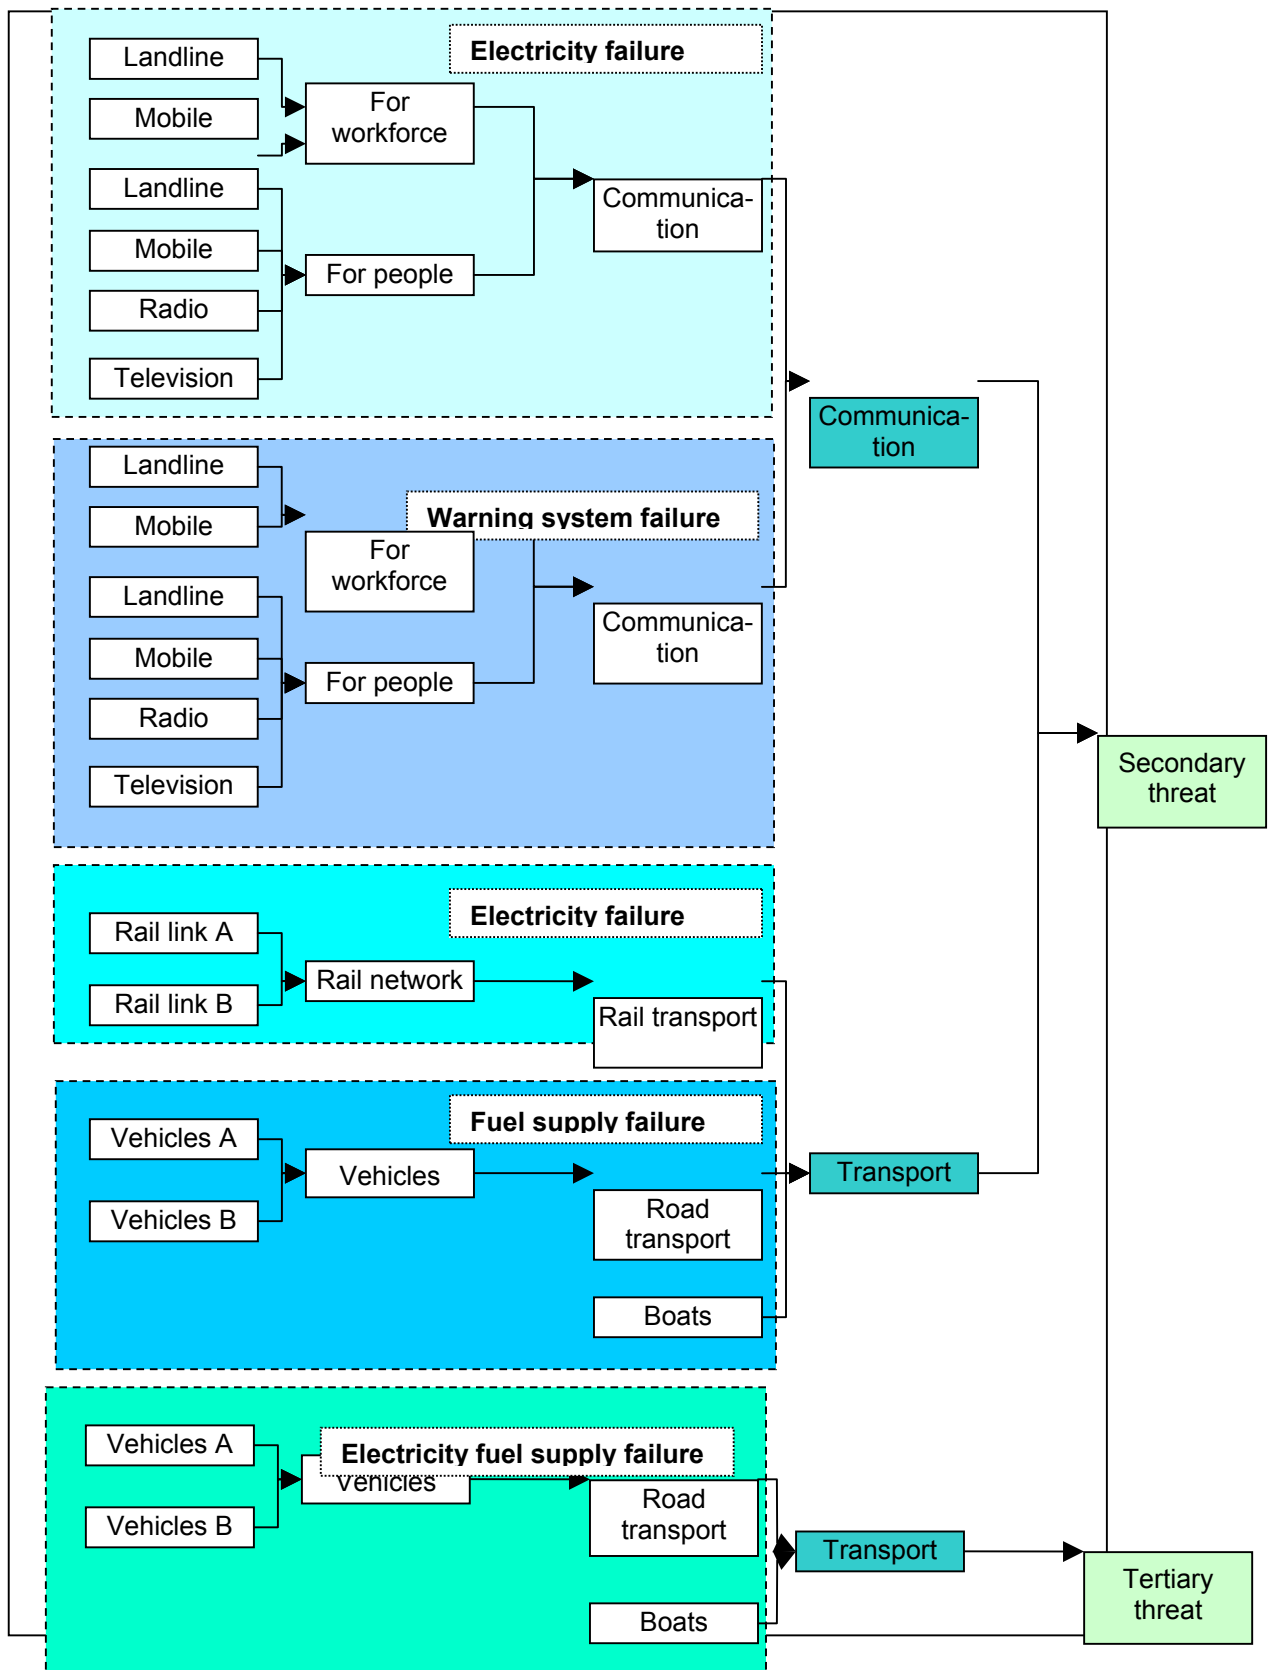 Electricity failure
Landline
Mobile
For
workforce
Landline
Mobile
Radio
Television
For people
Communica-
tion
Communica-
tion
Warning system failure
Landline
Mobile
For
workforce
Landline
Mobile
Radio
Television
For people
Communica-
tion
Secondary
threat
Electricity failure
Rail link A
Rail link B
Rail network
Rail transport
Fuel supply failure
Vehicles A
Vehicles B
Vehicles
Road
transport
Boats
Transport
Electricity fuel supply failure
Vehicles A
Vehicles B
Vehicles
Road
transport
Boats
Transport
Tertiary
threat